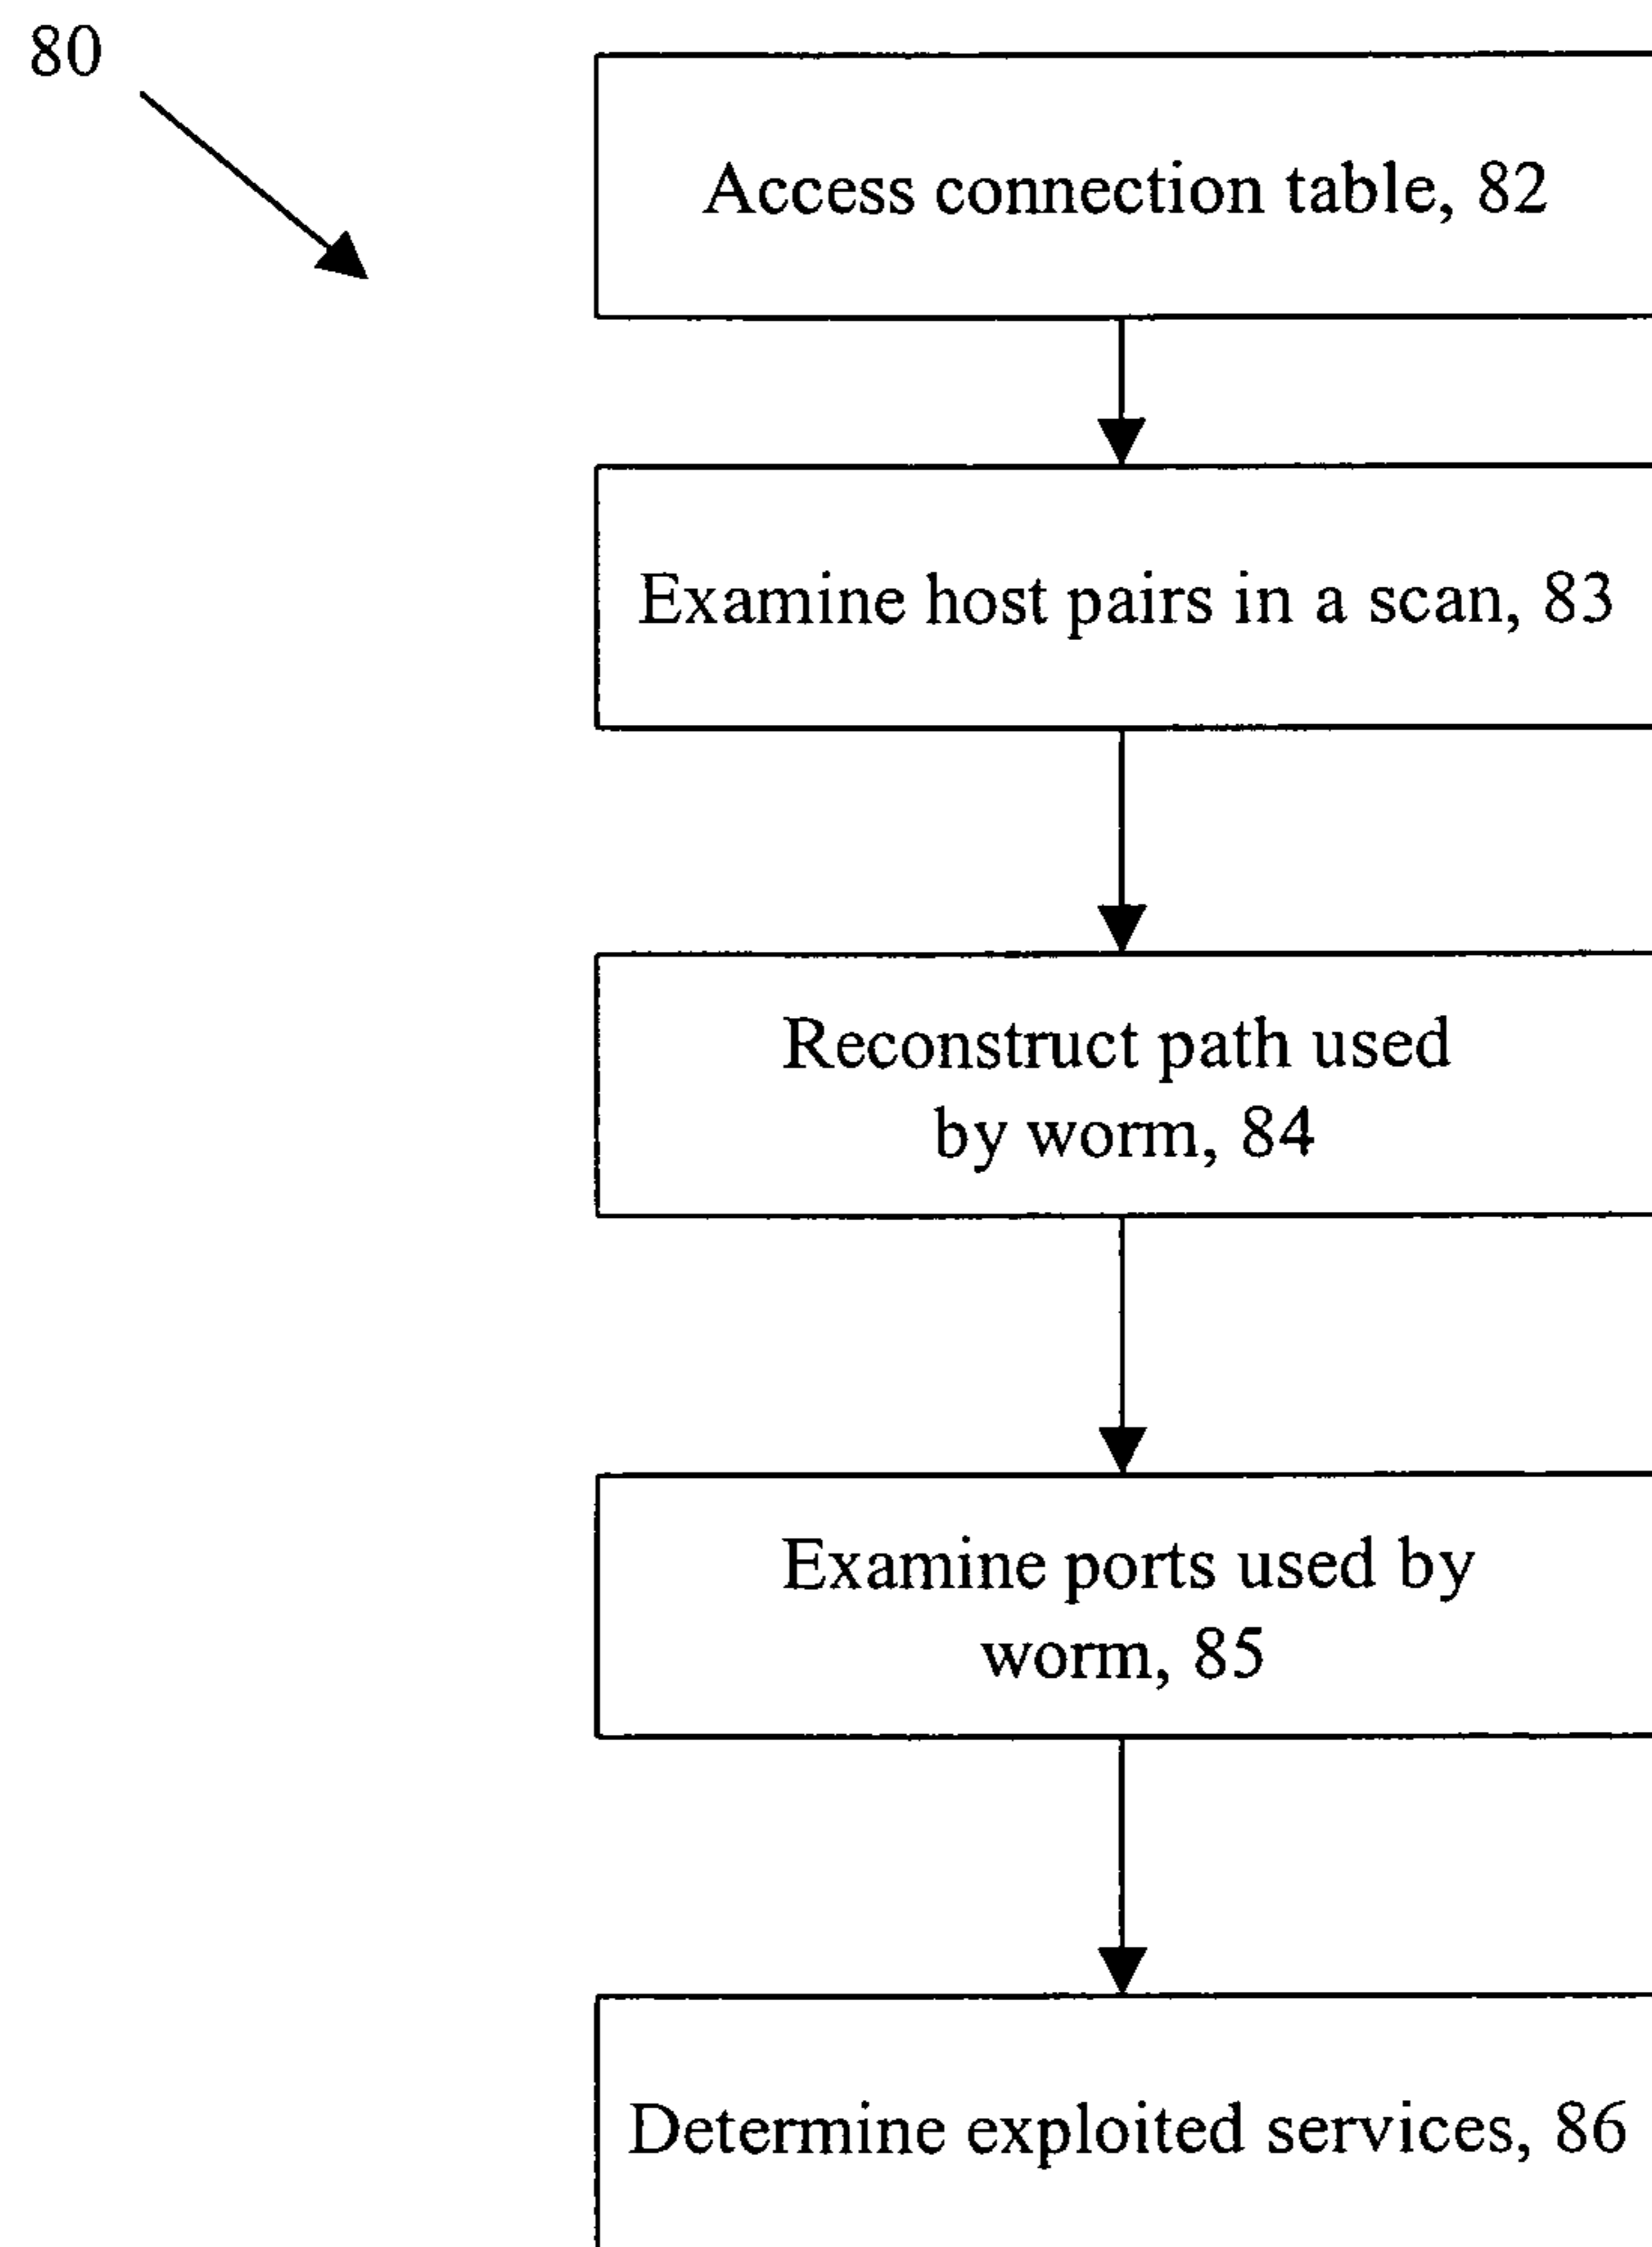 80
Access connection table, 82
Examine host pairs in a scan, 83
Reconstruct path used
by worm, 84
Examine ports used by
worm, 85
Determine exploited services, 86